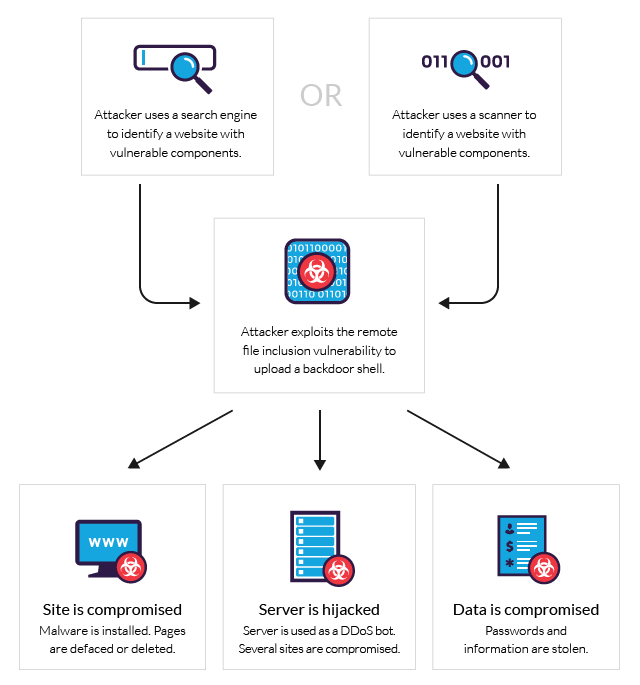 011 001
Attacker uses a search engine
to identify a website with
vulnerable components.
OR
Attacker uses a scanner to
identify a website with
vulnerable components.
Attacker exploits the remote
file inclusion vulnerability to
upload a backdoor shell.
www
Site is compromised
Malware is installed. Pages
are defaced or deleted.
Server is hijacked
Server is used as a DDoS bot.
Several sites are compromised.
$
*
Data is compromised
Passwords and
information are stolen.